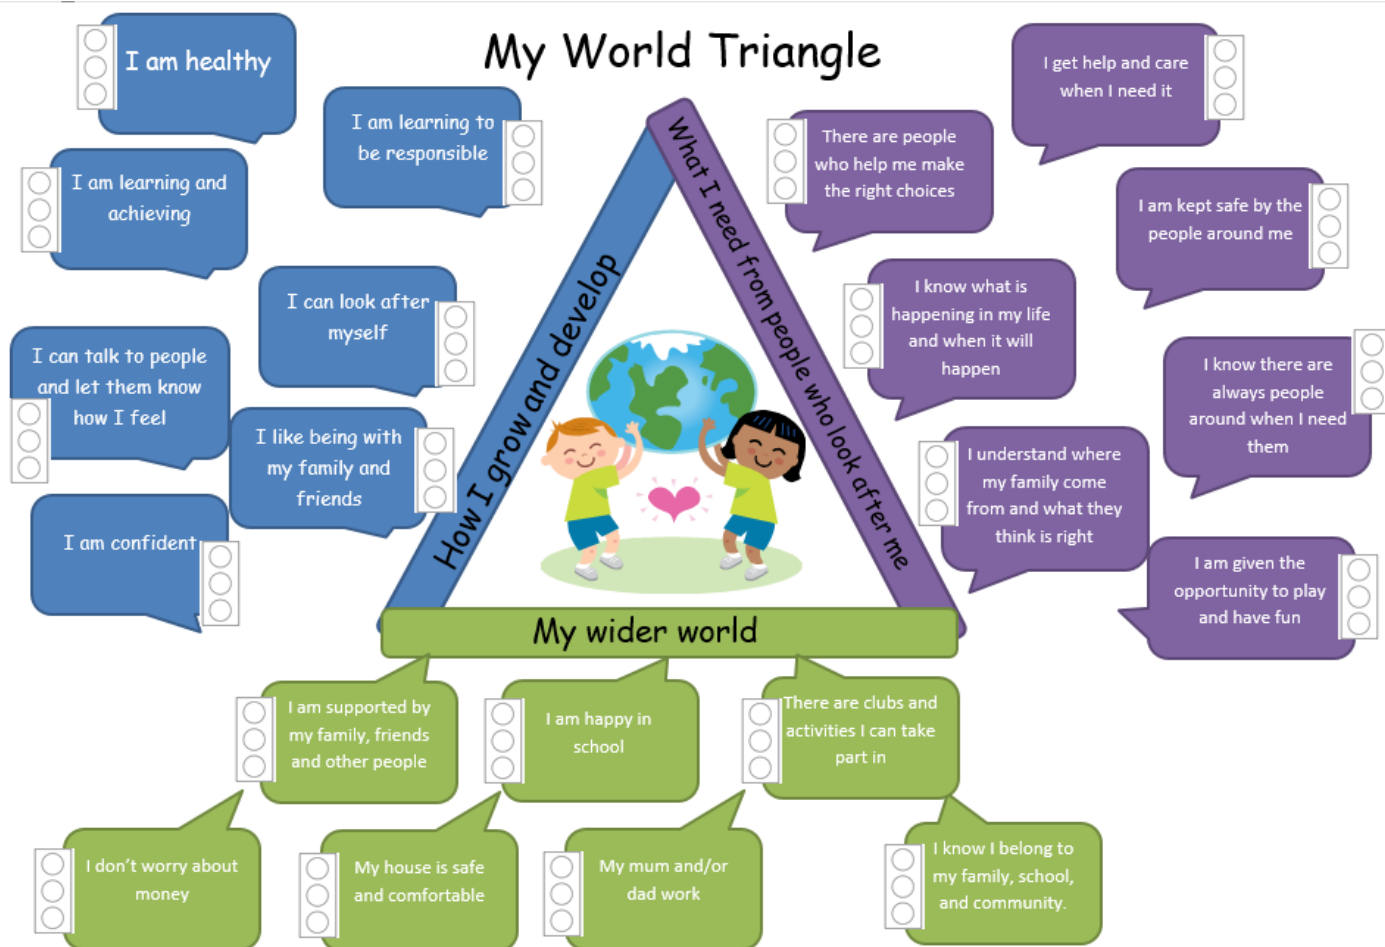 My World Triangle
I am healthy
I am learning to
be responsible
I am learning and
achieving
I can look after
myself
I can talk to people
and let them know
how I feel
I like being with
my family and
friends
I am confident
How I grow and develop
What I need from people who look after me
I get help and care
when I need it
There are people
who help me make
the right choices
I am kept safe by the
people around me
I know what is
happening in my life
and when it will
happen
I know there are
always people
around when I need
them
I understand where
my family come
from and what they
think is right
I am given the
opportunity to play
and have fun
My wider world
I am supported by
my family, friends
and other people
I am happy in
school
There are clubs and
activities I can take
part in
I don’t worry about
money
My house is safe
and comfortable
My mum and/or
dad work
I know I belong to
my family, school,
and community.